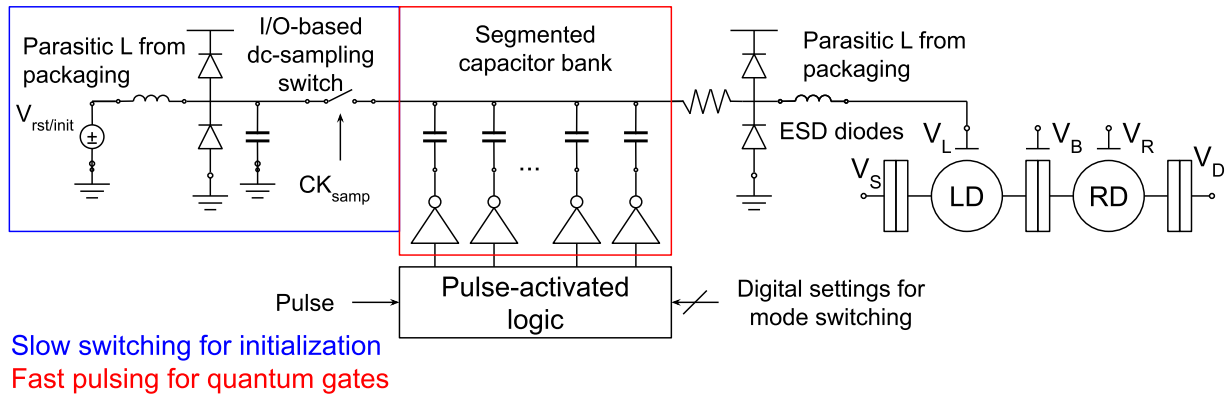 Parasitic L from
packaging
I/O-based
dc-sampling
switch
Segmented
capacitor bank
Parasitic L from
packaging
V_rst/init
±
CK_samp
...
ESD diodes
V_L
V_B
V_R
V_S
V_D
LD
RD
Pulse
Pulse-activated
logic
Digital settings for
mode switching
Slow switching for initialization
Fast pulsing for quantum gates